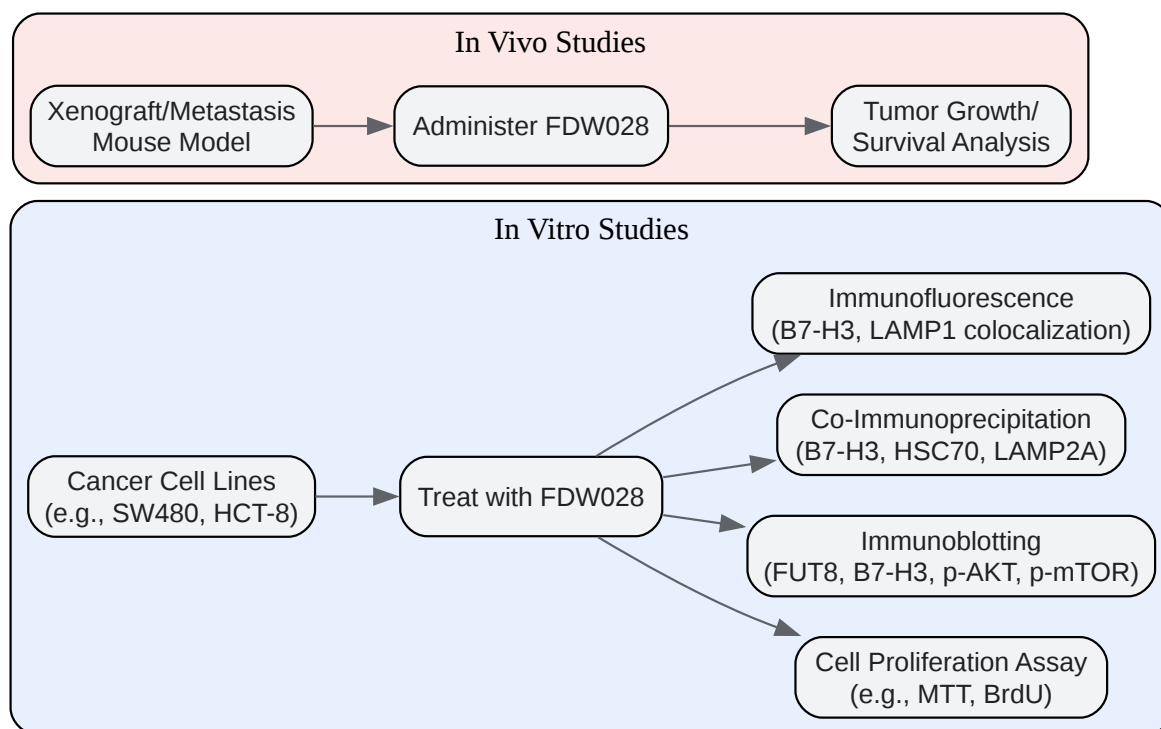 In Vivo Studies
Xenograft/Metastasis
Mouse Model
Administer FDW028
Tumor Growth/
Survival Analysis
In Vitro Studies
Cancer Cell Lines
(e.g., SW480, HCT-8)
Treat with FDW028
Immunofluorescence
(B7-H3, LAMP1 colocalization)
Co-Immunoprecipitation
(B7-H3, HSC70, LAMP2A)
Immunoblotting
(FUT8, B7-H3, p-AKT, p-mTOR)
Cell Proliferation Assay
(e.g., MTT, BrdU)